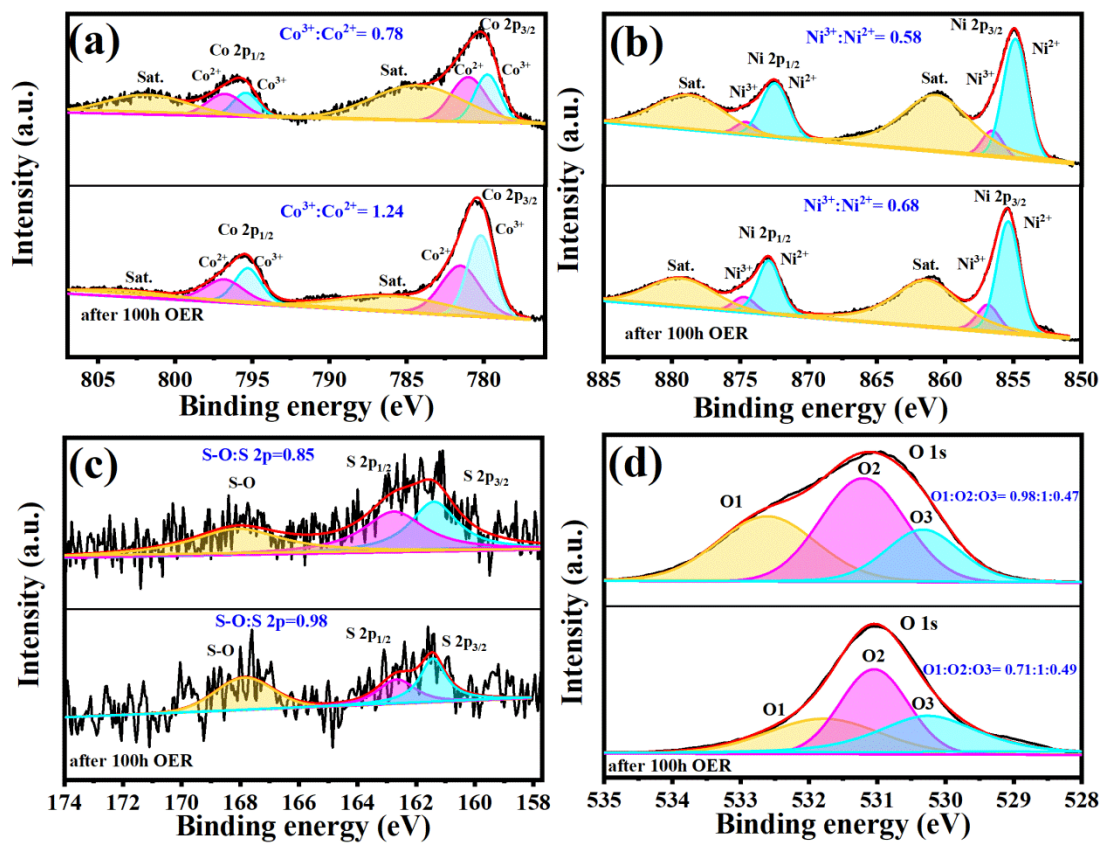 (a)
Co³⁺:Co²⁺= 0.78
Co 2p₃/₂
Co 2p₁/₂
Sat.
Co²⁺
Co³⁺
Sat.
Co²⁺
Co³⁺
Co³⁺:Co²⁺= 1.24
Co 2p₃/₂
Co 2p₁/₂
Co²⁺
Co³⁺
Co²⁺
Co³⁺
Sat.
Sat.
after 100h OER
805 800 795 790 785 780
Binding energy (eV)
Intensity (a.u.)
(b)
Ni³⁺:Ni²⁺= 0.58
Ni 2p₃/₂
Ni 2p₁/₂
Ni²⁺
Sat.
Ni³⁺
Ni²⁺
Sat.
Ni³⁺
Ni³⁺:Ni²⁺= 0.68
Ni 2p₃/₂
Ni 2p₁/₂
Ni²⁺
Sat.
Ni³⁺
Ni²⁺
Sat.
Ni³⁺
after 100h OER
885 880 875 870 865 860 855 850
Binding energy (eV)
Intensity (a.u.)
(c)
S-O:S 2p=0.85
S-O
S 2p₁/₂
S 2p₃/₂
S-O:S 2p=0.98
S-O
S 2p₁/₂
S 2p₃/₂
after 100h OER
174 172 170 168 166 164 162 160 158
Binding energy (eV)
Intensity (a.u.)
(d)
O 1s
O2
O1
O3
O1:O2:O3= 0.98:1:0.47
O 1s
O2
O1
O3
O1:O2:O3= 0.71:1:0.49
after 100h OER
535 534 533 532 531 530 529 528
Binding energy (eV)
Intensity (a.u.)